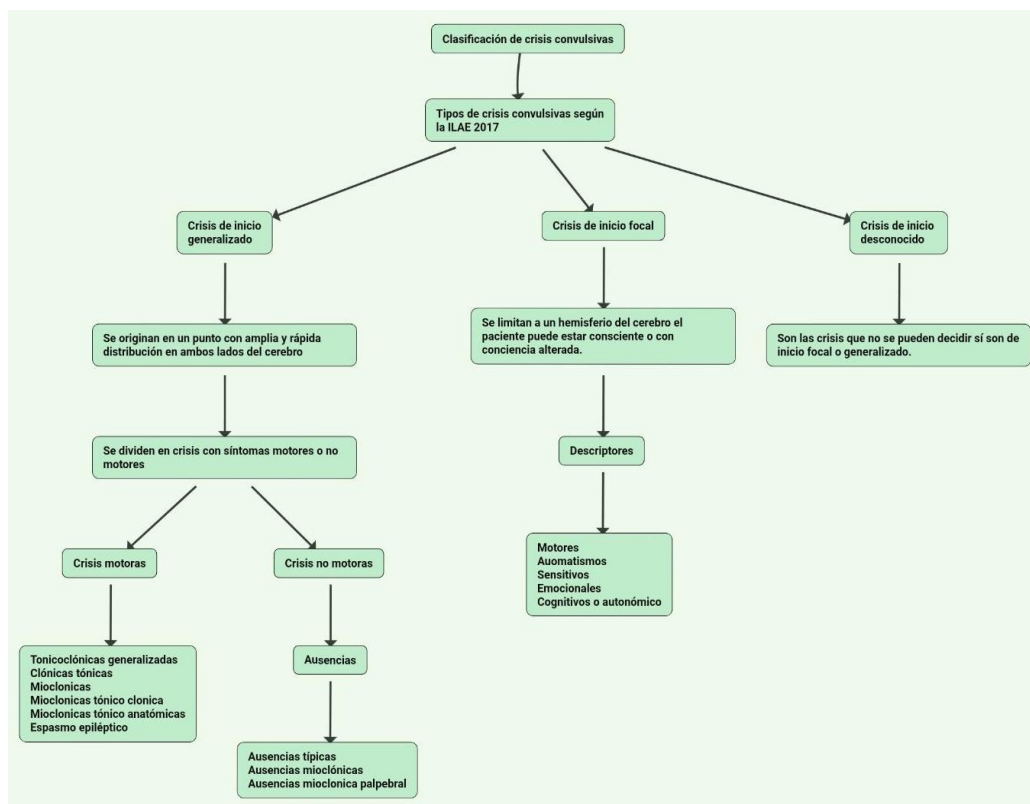 Clasificación de crisis convulsivas
Tipos de crisis convulsivas según
la ILAE 2017
Crisis de inicio
generalizado
Crisis de inicio focal
Crisis de inicio
desconocido
Se originan en un punto con amplia y rápida
distribución en ambos lados del cerebro
Se limitan a un hemisferio del cerebro el
paciente puede estar consciente o con
conciencia alterada.
Son las crisis que no se pueden decidir sí son de
inicio focal o generalizado.
Se dividen en crisis con síntomas motores o no
motores
Descriptores
Crisis motoras
Crisis no motoras
Motores
Auomatismos
Sensitivos
Emocionales
Cognitivos o autonómico
Tonicoclónicas generalizadas
Clónicas tónicas
Mioclonicas
Mioclonicas tónico clonica
Mioclonicas tónico anatómicas
Espasmo epiléptico
Ausencias
Ausencias típicas
Ausencias mioclónicas
Ausencias mioclonica palpebral